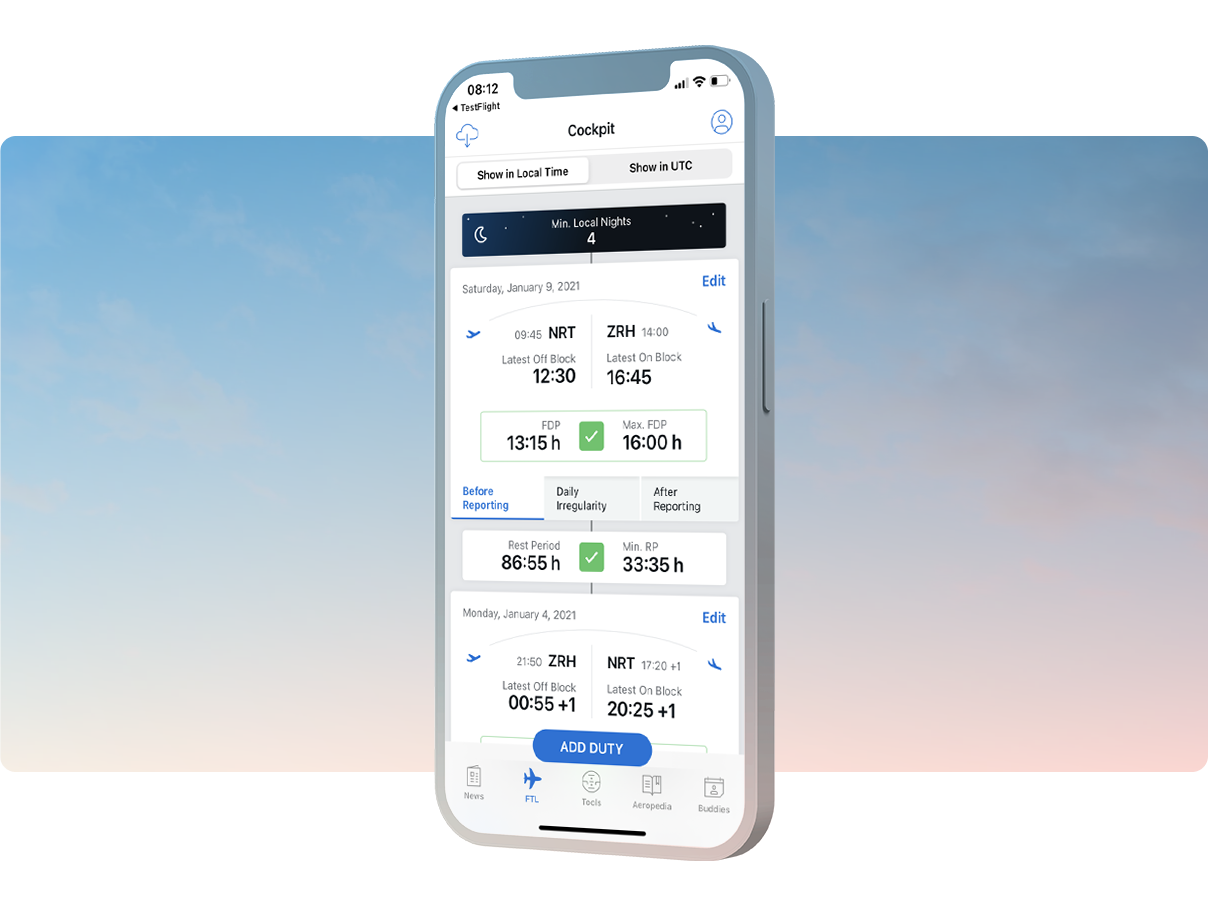 08:12
TestFlight
Cockpit
Show in Local Time
Show in UTC
Min. Local Nights
4
Saturday, January 9, 2021
Edit
09:45 NRT
ZRH 14:00
Latest Off Block
12:30
Latest On Block
16:45
FDP
13:15 h
Max. FDP
16:00 h
Before
Reporting
Daily
Irregularity
After
Reporting
Rest Period
86:55 h
Min. RP
33:35 h
Monday, January 4, 2021
Edit
21:50 ZRH
NRT 17:20 +1
Latest Off Block
00:55 +1
Latest On Block
20:25 +1
ADD DUTY
News
FTL
Tools
Aeropedia
Buddies